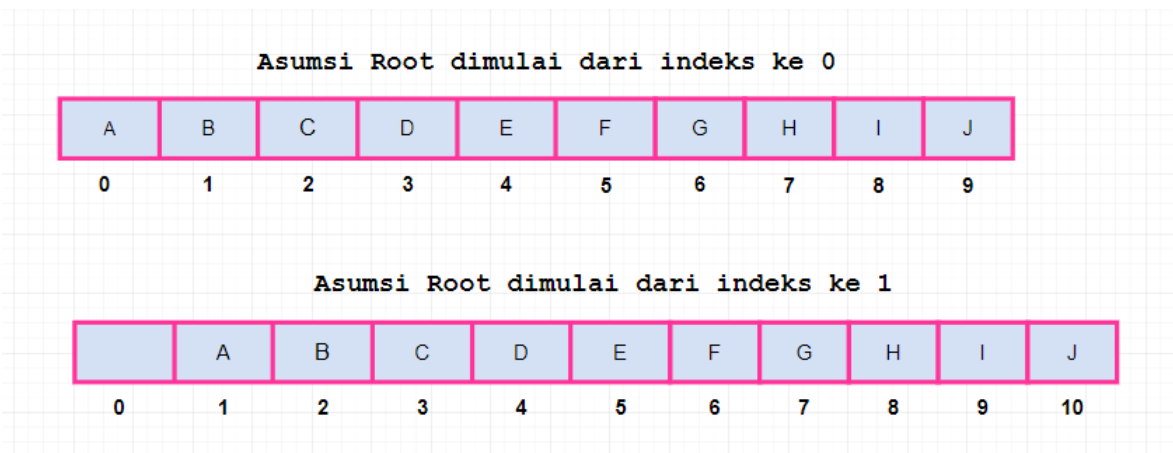 Asumsi Root dimulai dari indeks ke 0
A B C D E F G H I J
0 1 2 3 4 5 6 7 8 9
Asumsi Root dimulai dari indeks ke 1
A B C D E F G H I J
0 1 2 3 4 5 6 7 8 9 10